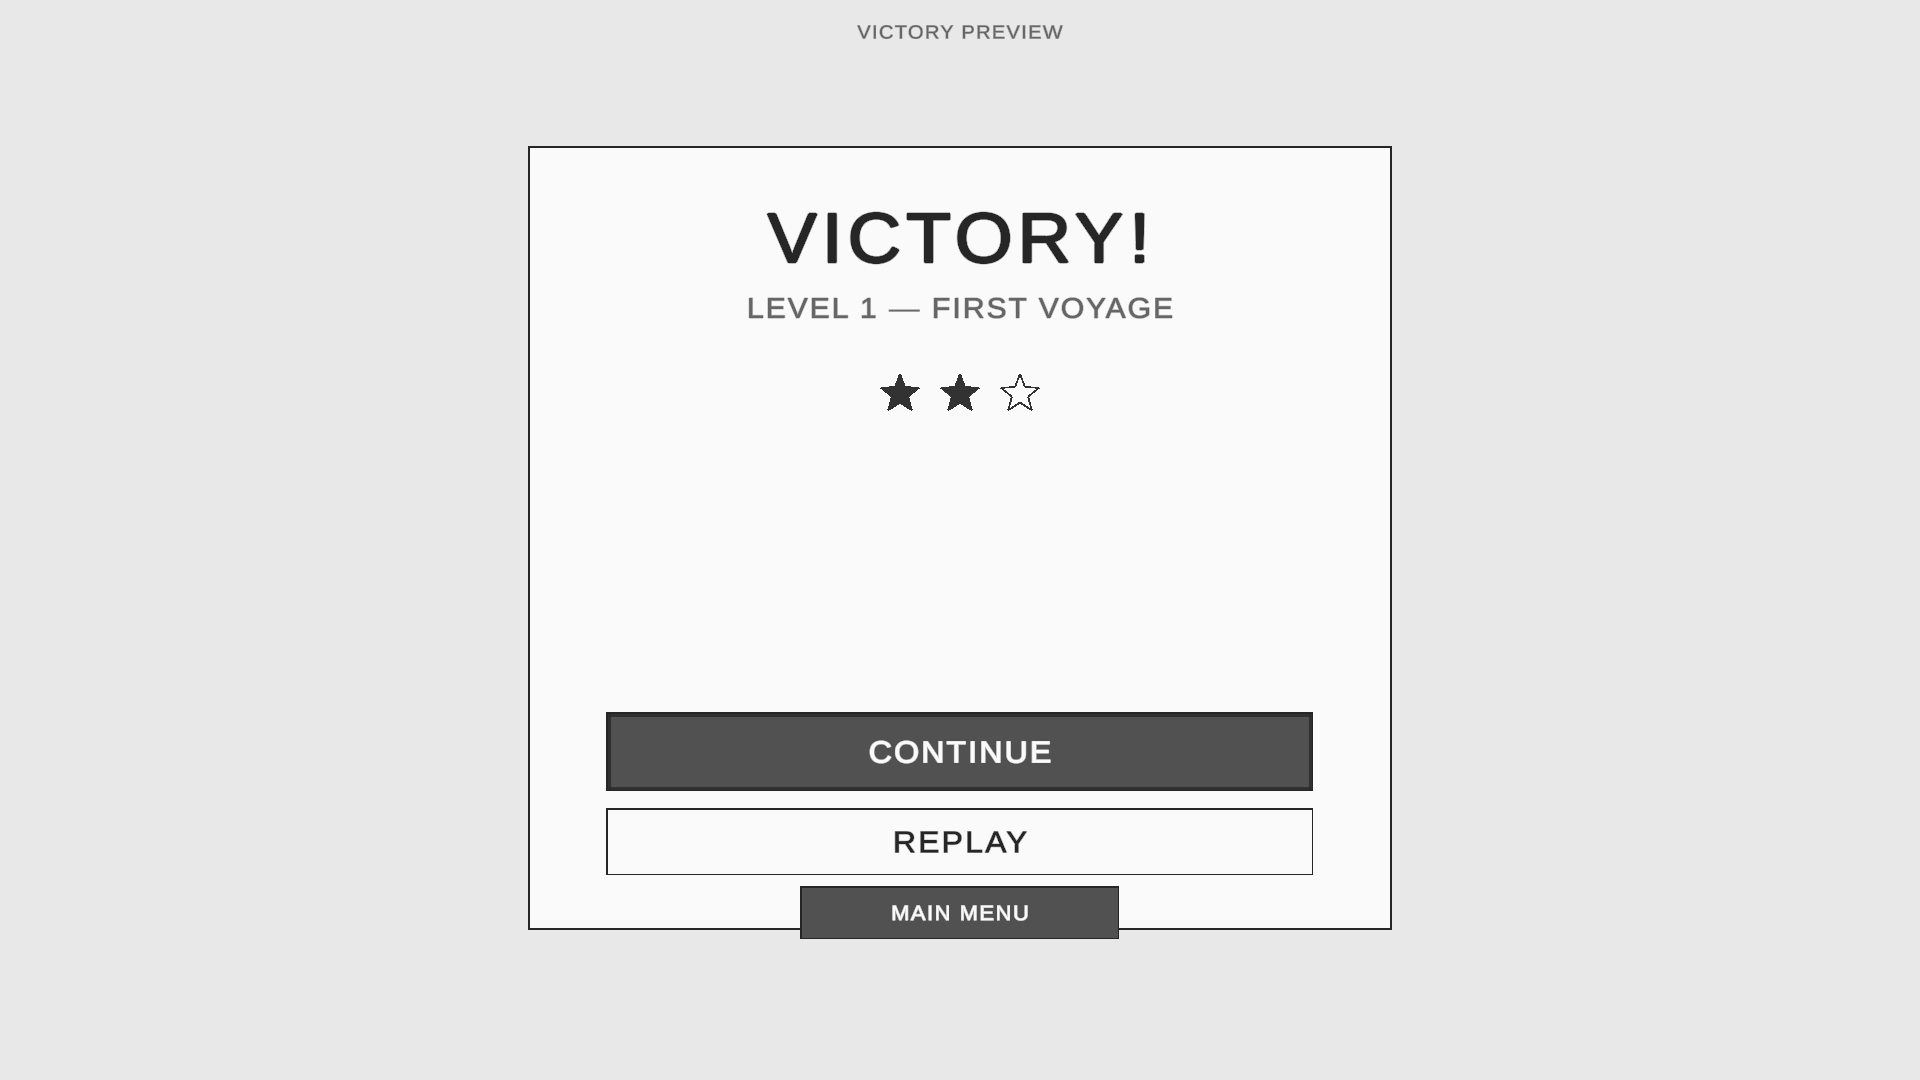 VICTORY PREVIEW
VICTORY!
LEVEL 1 — FIRST VOYAGE
CONTINUE
REPLAY
MAIN MENU